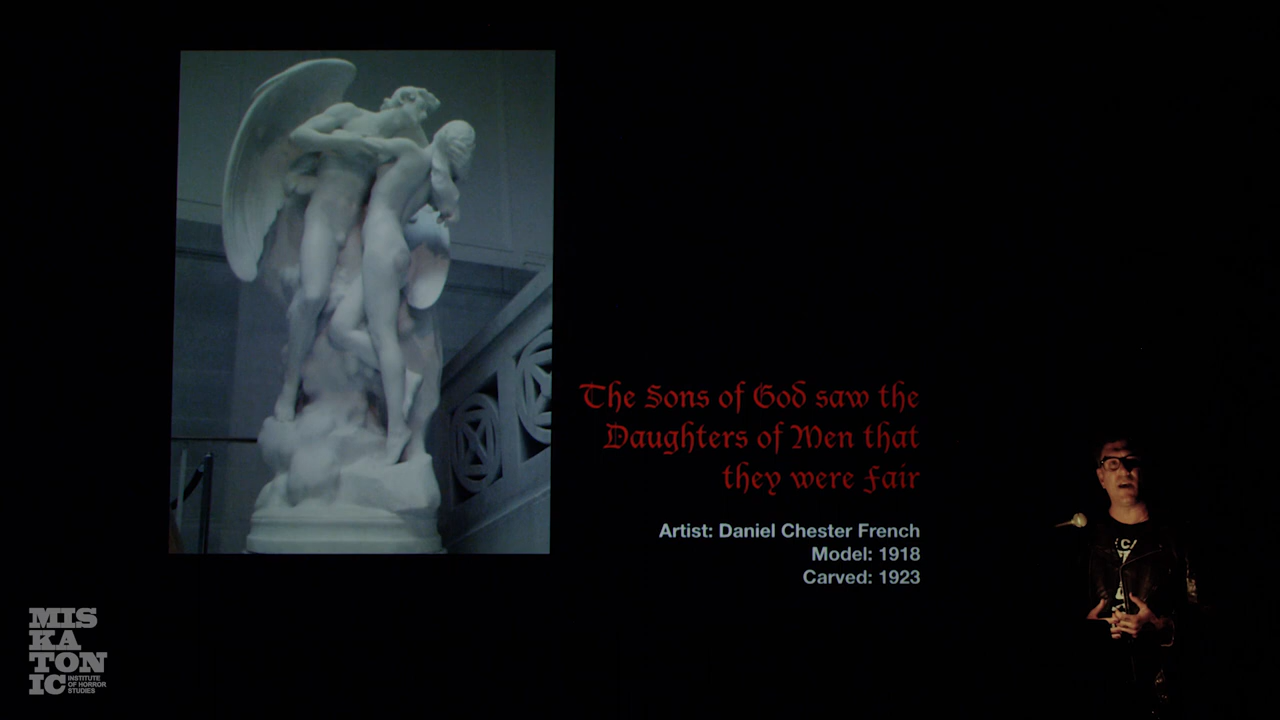 The Sons of God saw the
Daughters of Men that
they were Fair
Artist: Daniel Chester French
Model: 1918
Carved: 1923
MIS
KA
TON
IC INSTITUTE
OF HORROR
STUDIES